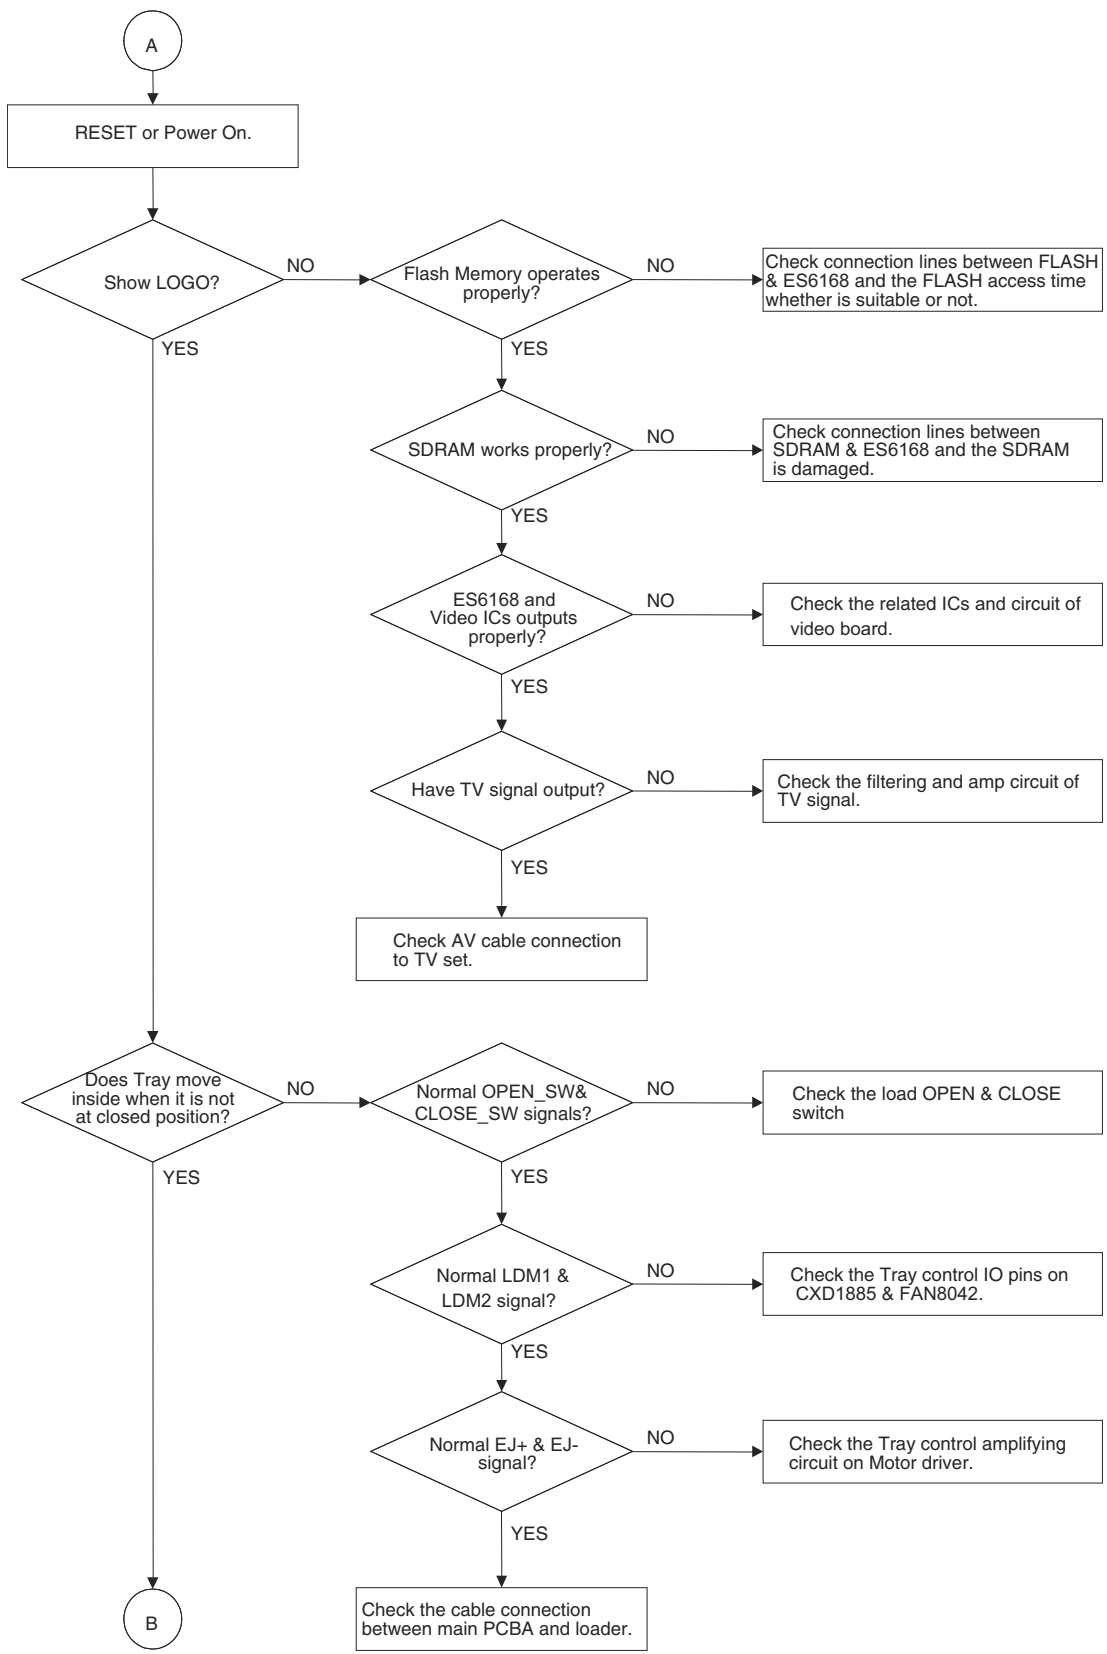 A
RESET or Power On.
Show LOGO?
NO
Flash Memory operates
properly?
NO
Check connection lines between FLASH
& ES6168 and the FLASH access time
whether is suitable or not.
YES
YES
SDRAM works properly?
NO
Check connection lines between
SDRAM & ES6168 and the SDRAM
is damaged.
YES
ES6168 and
Video ICs outputs
properly?
NO
Check the related ICs and circuit of
video board.
YES
Have TV signal output?
NO
Check the filtering and amp circuit of
TV signal.
YES
Check AV cable connection
to TV set.
Does Tray move
inside when it is not
at closed position?
NO
Normal OPEN_SW&
CLOSE_SW signals?
NO
Check the load OPEN & CLOSE
switch
YES
YES
Normal LDM1 &
LDM2 signal?
NO
Check the Tray control IO pins on
CXD1885 & FAN8042.
YES
Normal EJ+ & EJ-
signal?
NO
Check the Tray control amplifying
circuit on Motor driver.
YES
B
Check the cable connection
between main PCBA and loader.